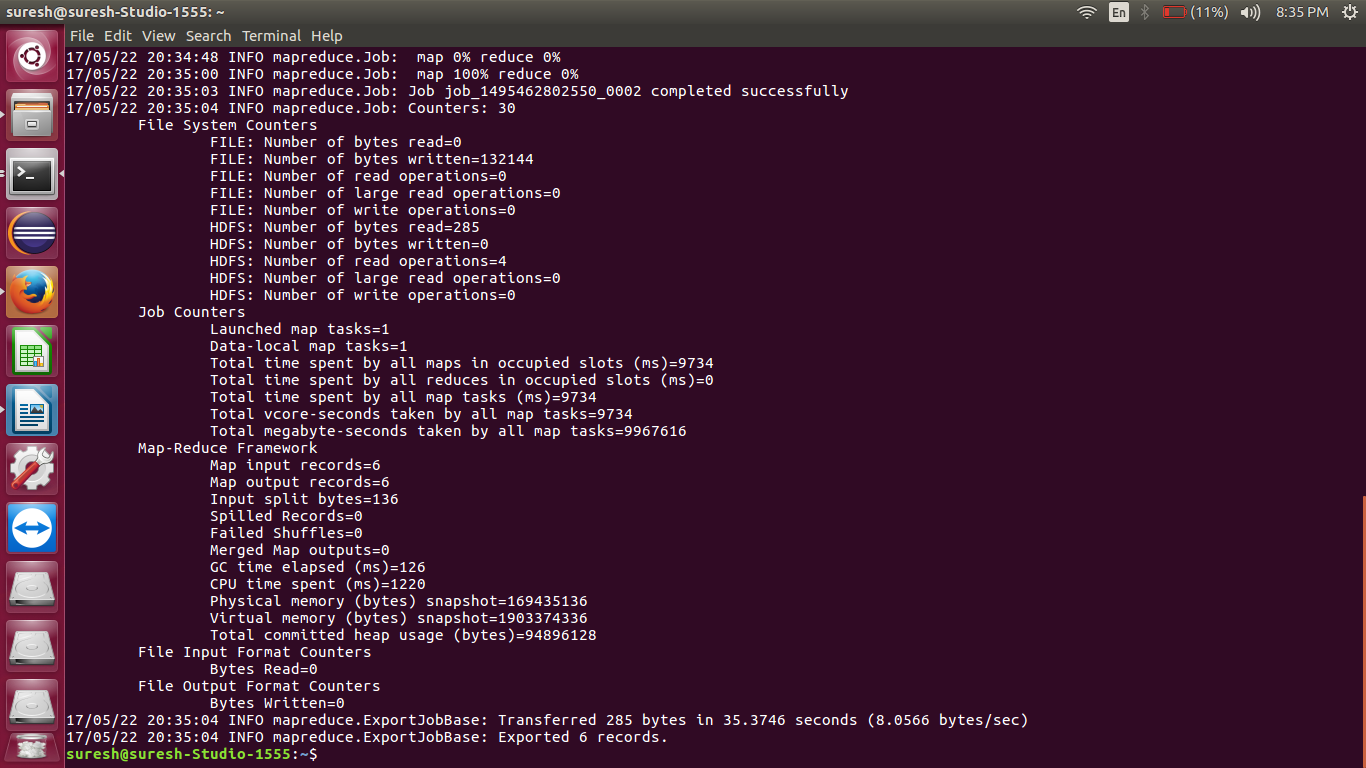 suresh@suresh-Studio-1555: ~
En (11%) 8:35 PM
File Edit View Search Terminal Help
17/05/22 20:34:48 INFO mapreduce.Job:  map 0% reduce 0%
17/05/22 20:35:00 INFO mapreduce.Job:  map 100% reduce 0%
17/05/22 20:35:03 INFO mapreduce.Job: Job job_1495462802550_0002 completed successfully
17/05/22 20:35:04 INFO mapreduce.Job: Counters: 30
File System Counters
FILE: Number of bytes read=0
FILE: Number of bytes written=132144
FILE: Number of read operations=0
FILE: Number of large read operations=0
FILE: Number of write operations=0
HDFS: Number of bytes read=285
HDFS: Number of bytes written=0
HDFS: Number of read operations=4
HDFS: Number of large read operations=0
HDFS: Number of write operations=0
Job Counters
Launched map tasks=1
Data-local map tasks=1
Total time spent by all maps in occupied slots (ms)=9734
Total time spent by all reduces in occupied slots (ms)=0
Total time spent by all map tasks (ms)=9734
Total vcore-seconds taken by all map tasks=9734
Total megabyte-seconds taken by all map tasks=9967616
Map-Reduce Framework
Map input records=6
Map output records=6
Input split bytes=136
Spilled Records=0
Failed Shuffles=0
Merged Map outputs=0
GC time elapsed (ms)=126
CPU time spent (ms)=1220
Physical memory (bytes) snapshot=169435136
Virtual memory (bytes) snapshot=1903374336
Total committed heap usage (bytes)=94896128
File Input Format Counters
Bytes Read=0
File Output Format Counters
Bytes Written=0
17/05/22 20:35:04 INFO mapreduce.ExportJobBase: Transferred 285 bytes in 35.3746 seconds (8.0566 bytes/sec)
17/05/22 20:35:04 INFO mapreduce.ExportJobBase: Exported 6 records.
suresh@suresh-Studio-1555:~$